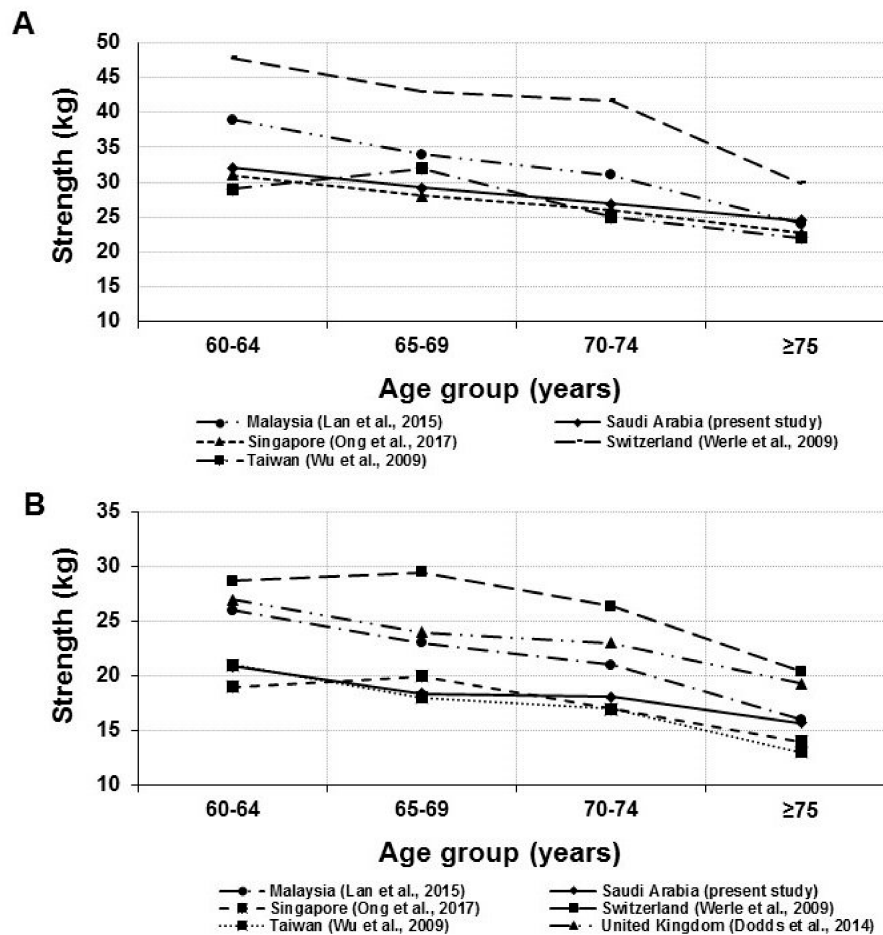 A
Strength (kg)
50
45
40
35
30
25
20
15
10
60-64 65-69 70-74 ≥75
Age group (years)
Malaysia (Lan et al., 2015) Saudi Arabia (present study)
Singapore (Ong et al., 2017) Switzerland (Werle et al., 2009)
Taiwan (Wu et al., 2009)
B
Strength (kg)
35
30
25
20
15
10
60-64 65-69 70-74 ≥75
Age group (years)
Malaysia (Lan et al., 2015) Saudi Arabia (present study)
Singapore (Ong et al., 2017) Switzerland (Werle et al., 2009)
Taiwan (Wu et al., 2009) United Kingdom (Dodds et al., 2014)